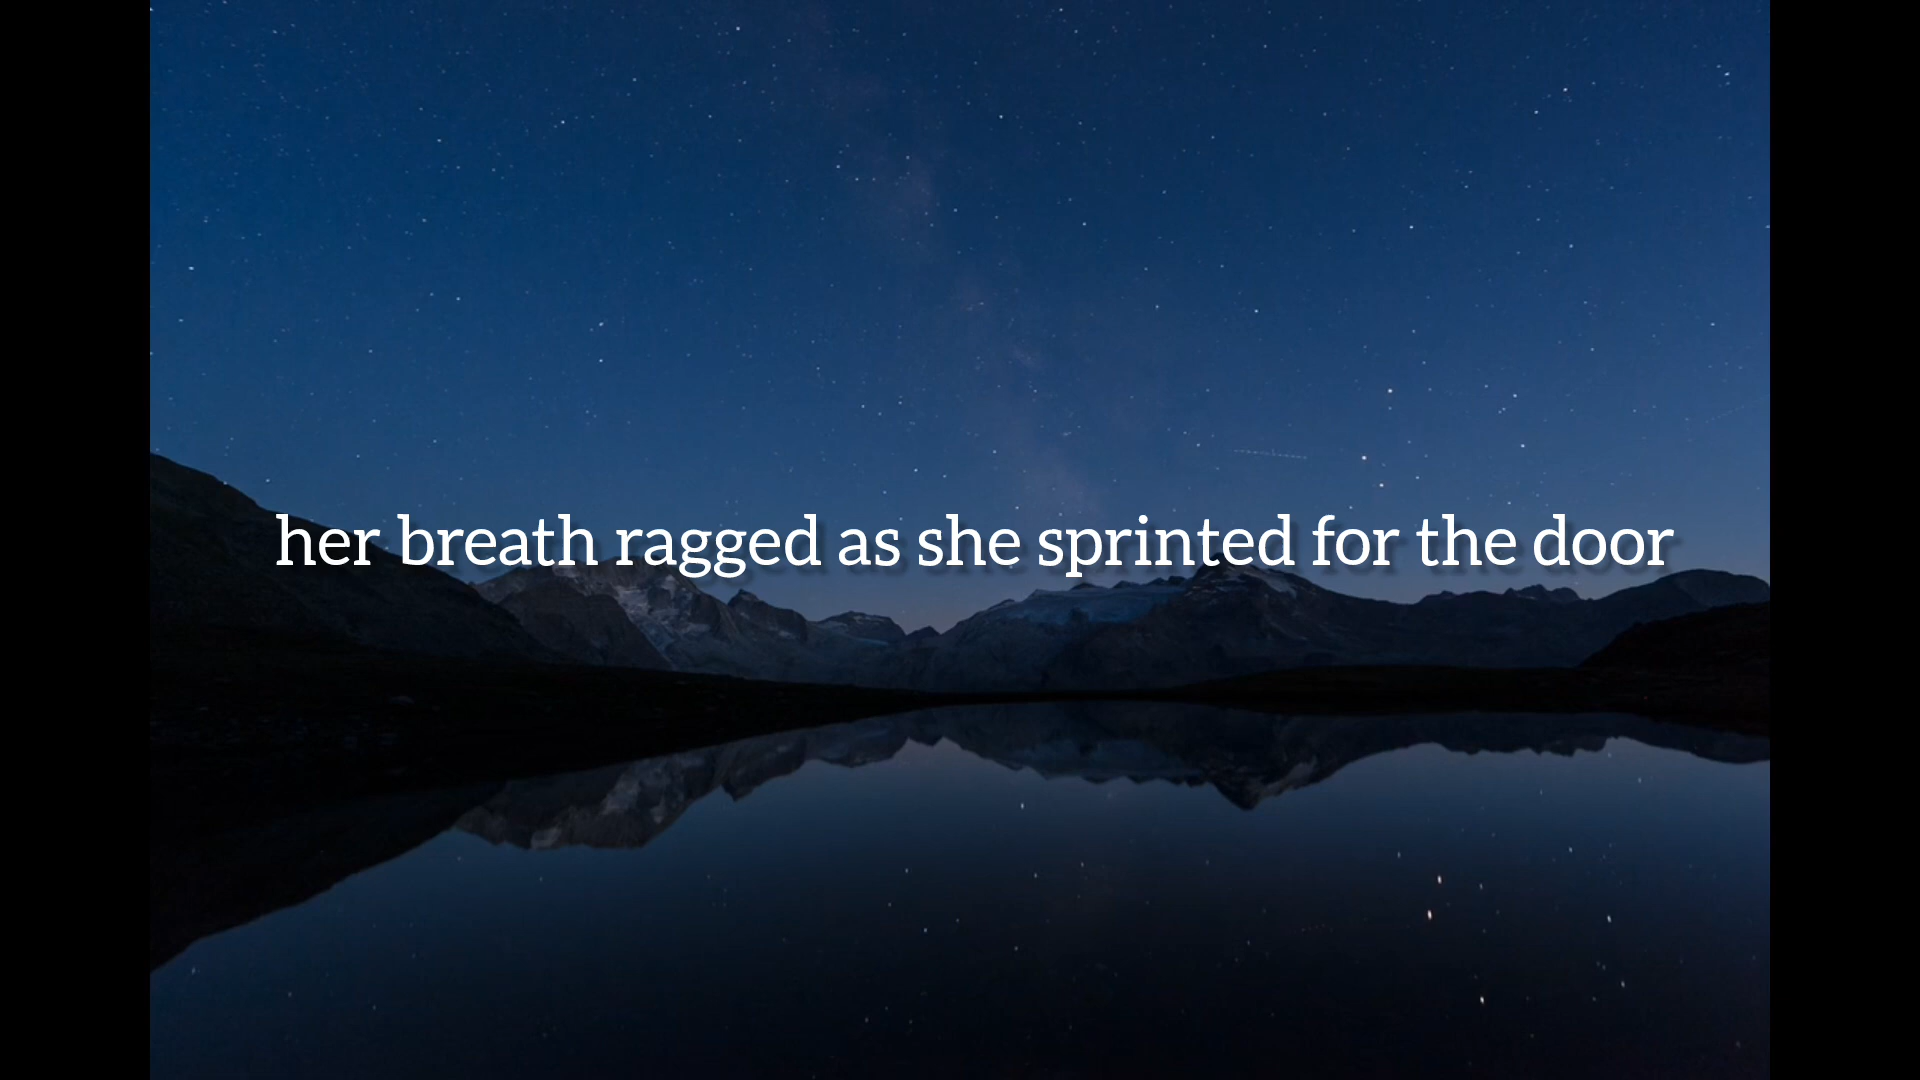 her breath ragged as she sprinted for the door